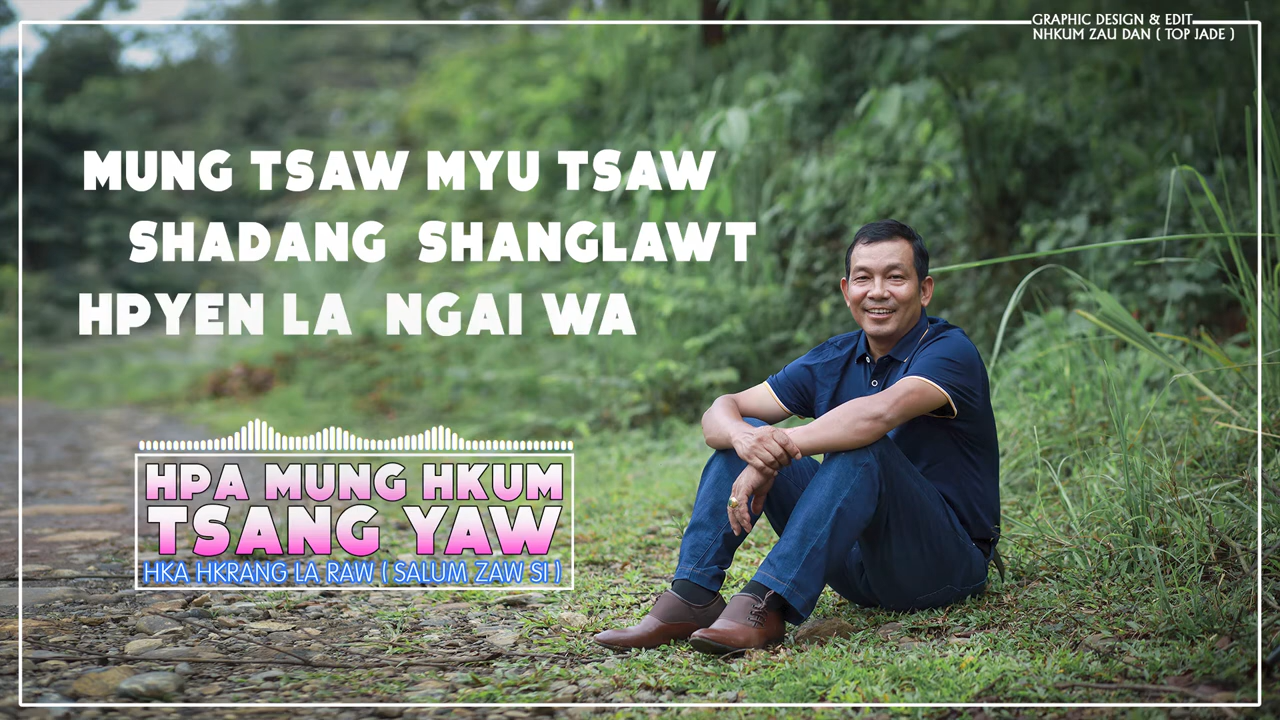 GRAPHIC DESIGN & EDIT
NHKUM ZAU DAN ( TOP JADE )
MUNG TSAW MYU TSAW
SHADANG SHANGLAWT
HPYEN LA NGAI WA
HPA MUNG HKUM
TSANG YAW
HKA HKRANG LA RAW ( SALUM ZAW SI )